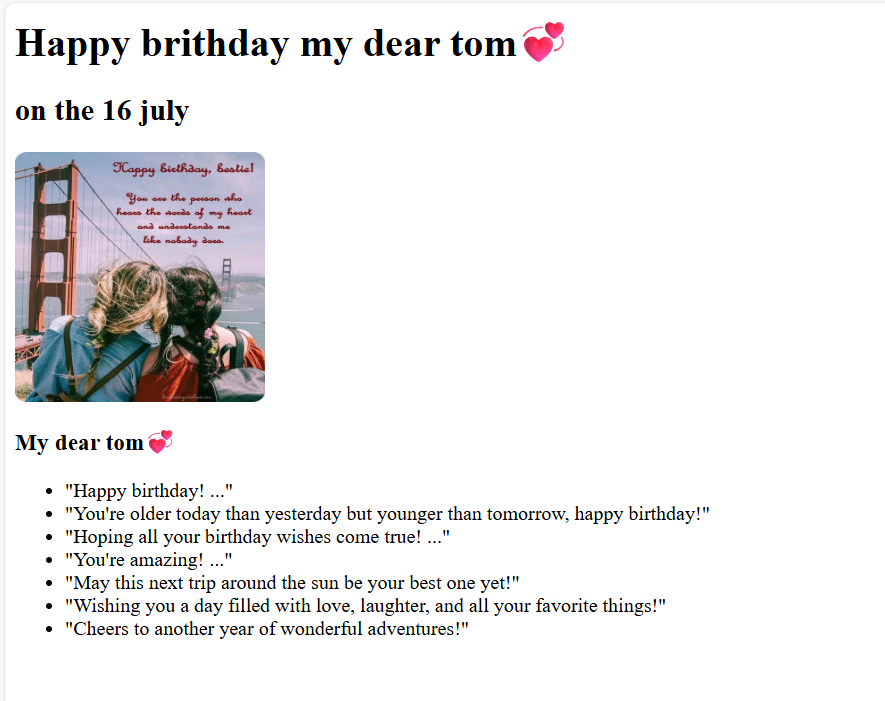 Happy brithday my dear tom💞
on the 16 july
Happy birthday, bestie!
You are the person who
hears the words of my heart
and understands me
like nobody does.
My dear tom💞
• "Happy birthday! ..."
• "You're older today than yesterday but younger than tomorrow, happy birthday!"
• "Hoping all your birthday wishes come true! ..."
• "You're amazing! ..."
• "May this next trip around the sun be your best one yet!"
• "Wishing you a day filled with love, laughter, and all your favorite things!"
• "Cheers to another year of wonderful adventures!"